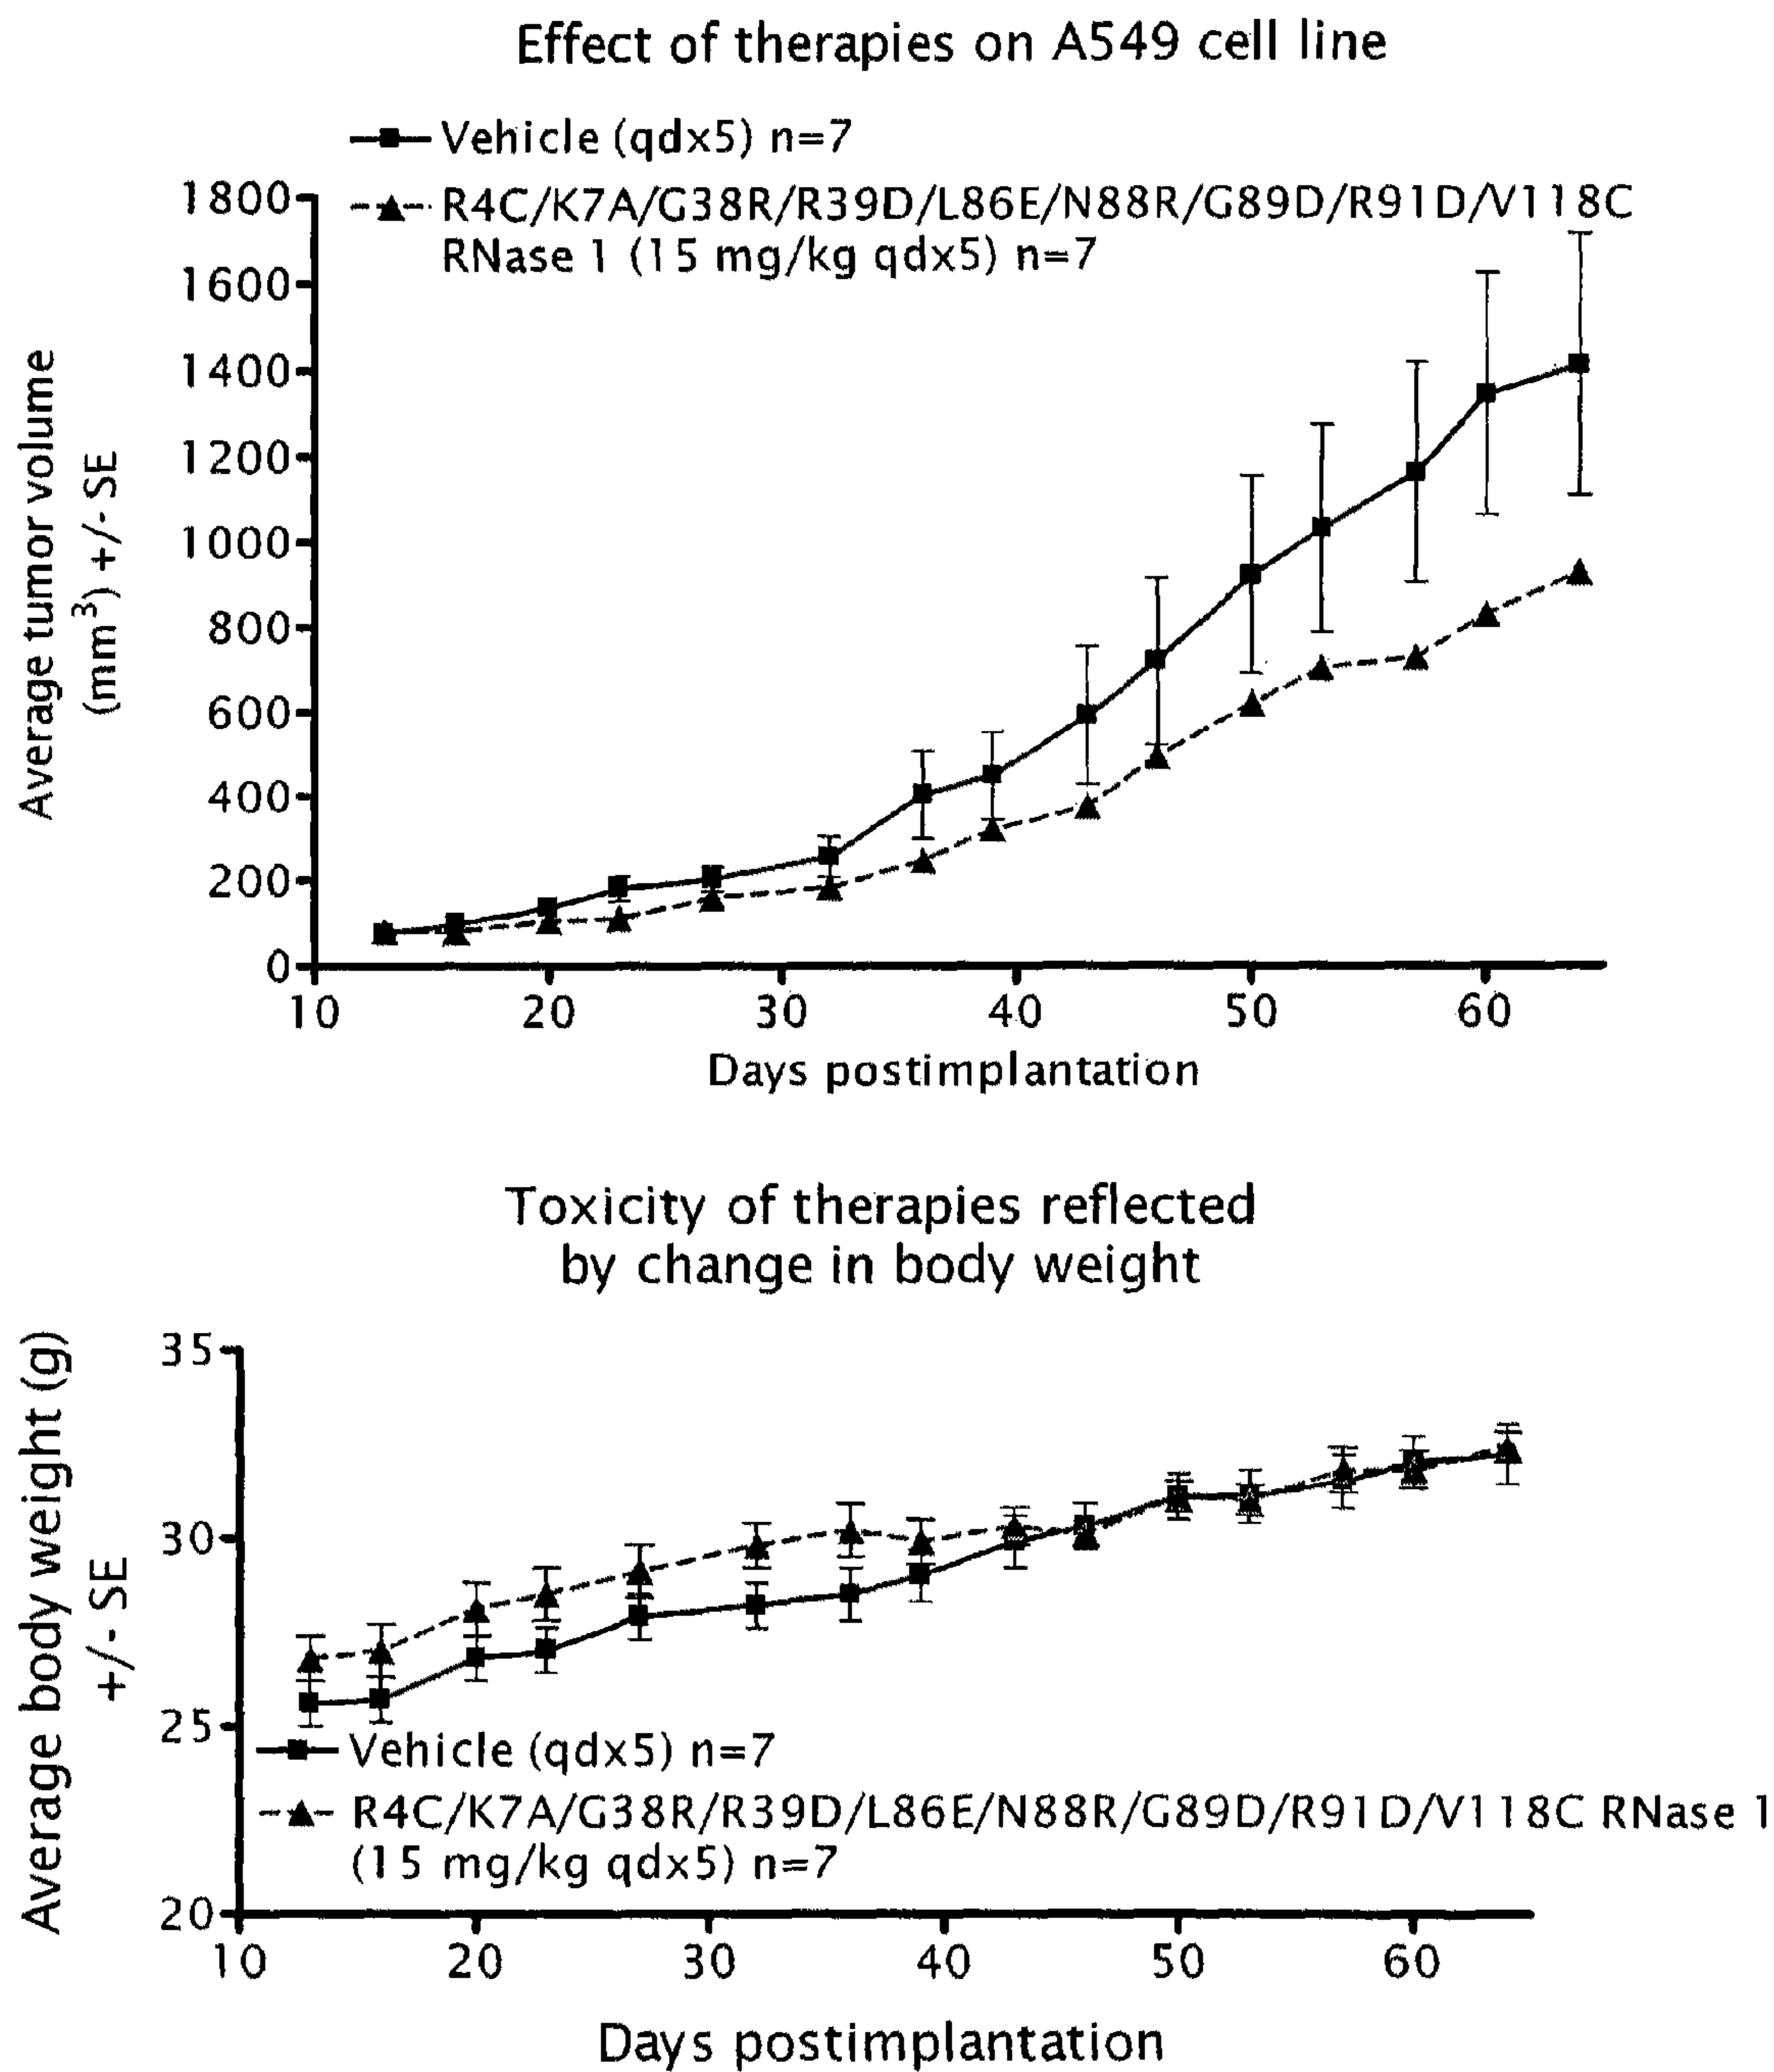 Effect of therapies on A549 cell line
Vehicle (qdx5) n=7
R4C/K7A/G38R/R39D/L86E/N88R/G89D/R91D/V118C
RNase 1 (15 mg/kg qdx5) n=7
1800
1600
1400
1200
1000
800
600
400
200
0
Average tumor volume
(mm³) +/- SE
10 20 30 40 50 60
Days postimplantation
Toxicity of therapies reflected
by change in body weight
35
30
25
20
Average body weight (g)
+/- SE
Vehicle (qdx5) n=7
R4C/K7A/G38R/R39D/L86E/N88R/G89D/R91D/V118C RNase 1
(15 mg/kg qdx5) n=7
10 20 30 40 50 60
Days postimplantation